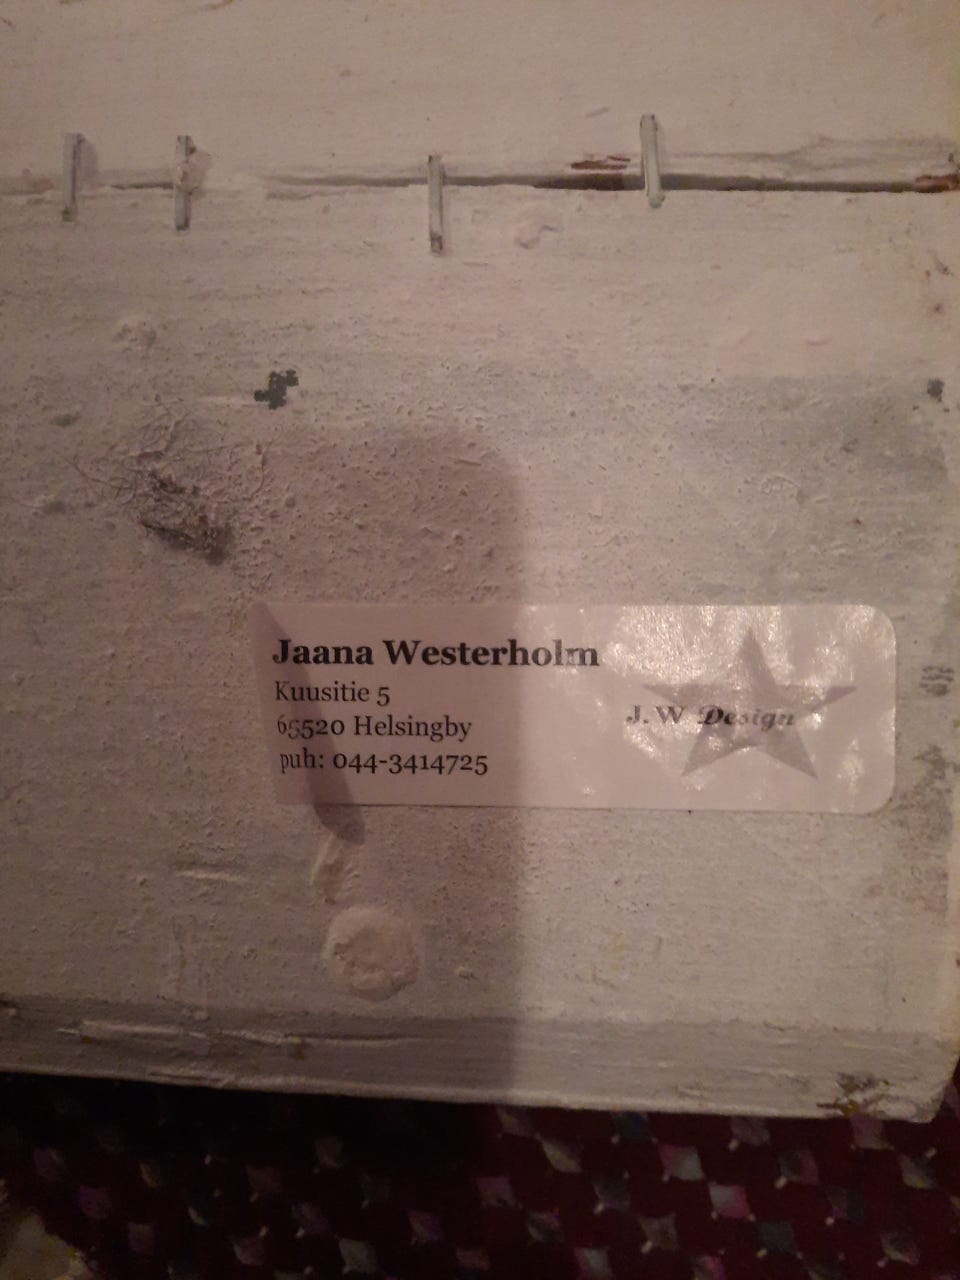 Jaana Westerholm
Kuusitie 5
65520 Helsingby
puh: 044-3414725
J.W Design